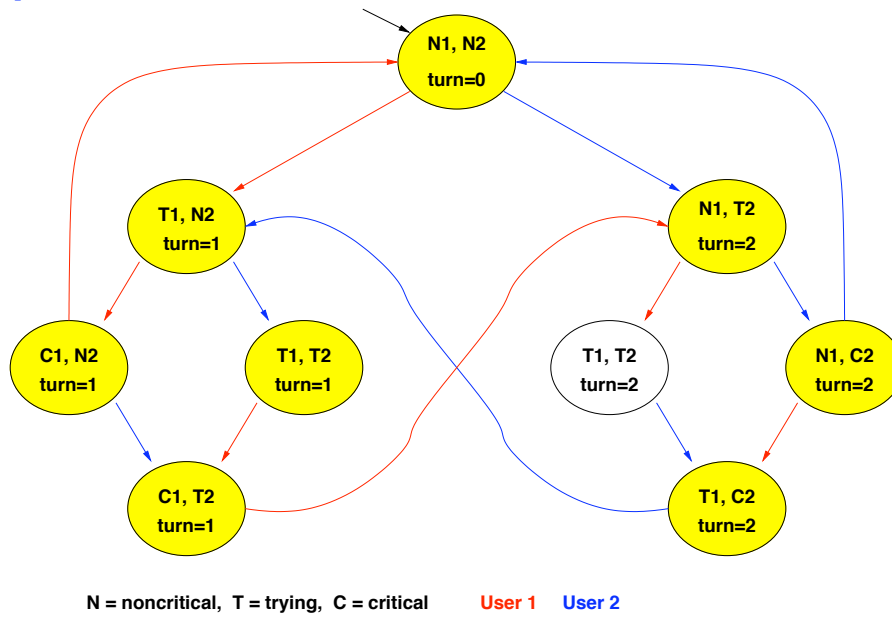 N1, N2
turn=0
T1, N2
turn=1
N1, T2
turn=2
C1, N2
turn=1
T1, T2
turn=1
T1, T2
turn=2
N1, C2
turn=2
C1, T2
turn=1
T1, C2
turn=2
N = noncritical, T = trying, C = critical User 1 User 2